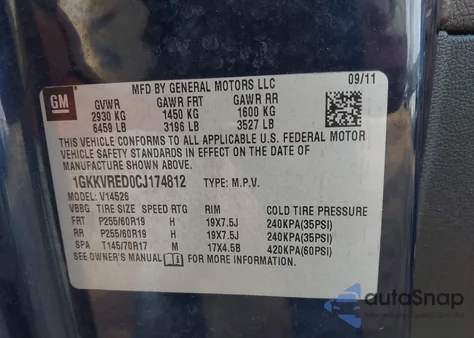 GM
MFD BY GENERAL MOTORS LLC 09/11
GVWR GAWR FRT GAWR RR
2930 KG 1450 KG 1600 KG
6459 LB 3196 LB 3527 LB
THIS VEHICLE CONFORMS TO ALL APPLICABLE U.S. FEDERAL MOTOR
VEHICLE SAFETY, BUMPER, AND THEFT PREVENTION STANDARDS IN
EFFECT ON THE DATE OF MANUFACTURE SHOWN ABOVE.
1GKKVRED0CJ174812 TYPE: M.P.V.
MODEL: V14526
VBBG TIRE SIZE SPEED RTG RIM COLD TIRE PRESSURE
FRT P255/60R19 H 19X7.5J 240KPA(35PSI)
RR P255/60R19 H 19X7.5J 240KPA(35PSI)
SPA T145/70R17 M 17X4.5B 420KPA(60PSI)
SEE OWNER'S MANUAL FOR MORE INFORMATION.
autoSnap